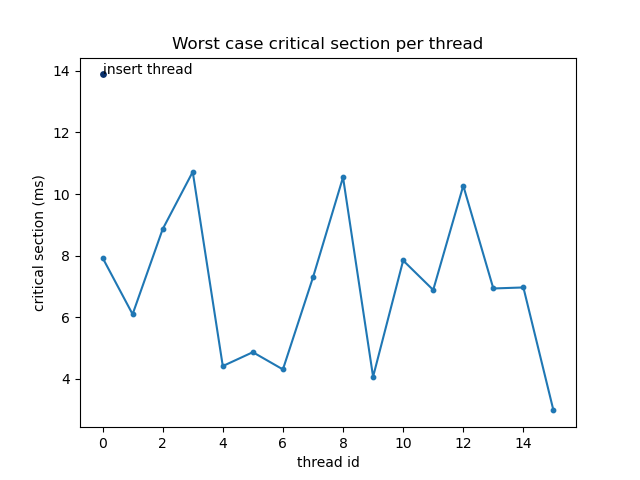 Worst case critical section per thread
insert thread
14
12
10
8
6
4
critical section (ms)
0 2 4 6 8 10 12 14
thread id